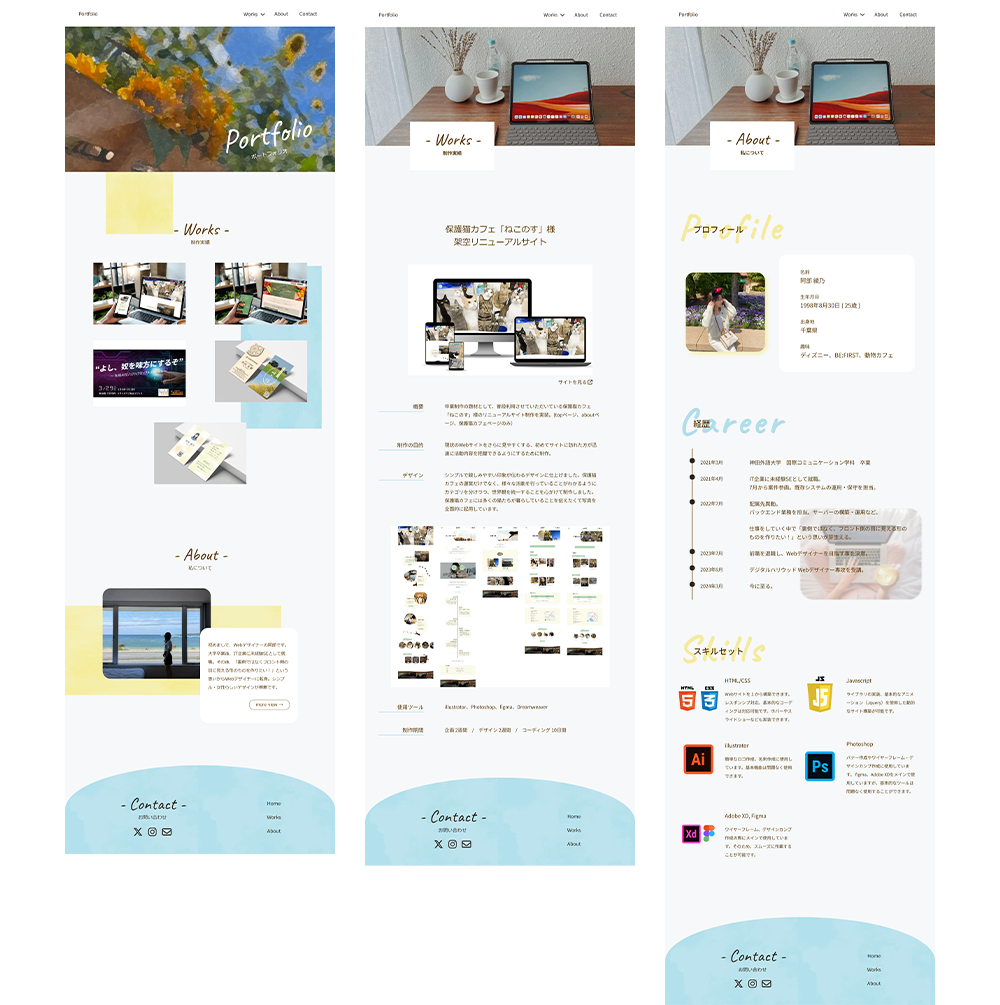 Portfolio
Works
About
Contact
Portfolio
ポートフォリオ
- Works -
制作実績
“よし、奴を味方にするぞ”
- About -
私について
初めまして、Webデザイナーの阿部です。
大学卒業後、IT企業にSEとして就
職。その後、「裏側ではなくフロント側の
目に見える形のものを作りたい！」という
思いからWebデザイナーに転身。シンプ
ル・女性らしいデザインが得意です。
more view →
- Contact -
お問い合わせ
Home
Works
About
Portfolio
Works
About
Contact
- Works -
制作実績
保護猫カフェ「ねこのす」様
架空リニューアルサイト
サイトを見る
概要
卒業制作の題材として、普段利用させていただいている保護猫カフェ
「ねこのす」様のリニューアルサイト制作を実装。(topページ、aboutペ
ージ、保護猫カフェページのみ)
制作の目的
現状のWebサイトをさらに見やすくする、初めてサイトに訪れた方が迅
速に活動内容を把握できるようにするために制作。
デザイン
シンプルで親しみやすい印象が伝わるデザインに仕上げました。保護猫
カフェの運営だけでなく、様々な活動を行っていることがわかるように
カテゴリを分けつつ、世界観を統一することを心がけて制作しました。
保護猫カフェには多くの猫たちが暮らしていることを伝えたくて写真を
全面的に起用しています。
使用ツール
illustrator、Photoshop、figma、Dreamweaver
制作期間
企画 2週間 / デザイン 2週間 / コーディング 10日間
- Contact -
お問い合わせ
Home
Works
About
Portfolio
Works
About
Contact
- About -
私について
Profile
プロフィール
名前
阿部 綾乃
生年月日
1998年8月30日 ( 25歳 )
出身地
千葉県
趣味
ディズニー、BE:FIRST、動物カフェ
Career
経歴
2021年3月
神田外語大学 国際コミュニケーション学科 卒業
2021年4月
IT企業に未経験SEとして就職。
7月から案件参画。既存システムの運用・保守を担当。
2022年7月
配属先異動。
バックエンド業務を担当。サーバーの構築・運用など。
仕事をしていく中で「裏側ではなく、フロント側の目に見える形の
ものを作りたい！」という思いが芽生える。
2023年7月
前職を退職し、Webデザイナーを目指す事を決意。
2023年8月
デジタルハリウッド Webデザイナー専攻を受講。
2024年3月
今に至る。
Skills
スキルセット
HTML
CSS
HTML/CSS
Webサイトを１から構築できます。
レスポンシブ対応、基本的なコーデ
ィングは対応可能です。ホバーやス
ライドショーなども実装できます。
JS
Javascript
ライブラリの実装、基本的なアニメ
ーション（jquery）を使用した動的
なサイト構築が可能です。
Ai
illustrator
簡単なロゴ作成、名刺作成に使用し
ています。基本機能は問題なく使用
できます。
Ps
Photoshop
バナー作成やワイヤーフレーム・デ
ザインカンプ作成に使用していま
す。figma、Adobe XDをメインで使
用していますが、基本的なツールは
問題なく使用することができます。
Xd
Adobe XD, Figma
ワイヤーフレーム、デザインカンプ
作成の際にメインで使用していま
す。そのため、スムーズに作業する
ことが可能です。
- Contact -
お問い合わせ
Home
Works
About